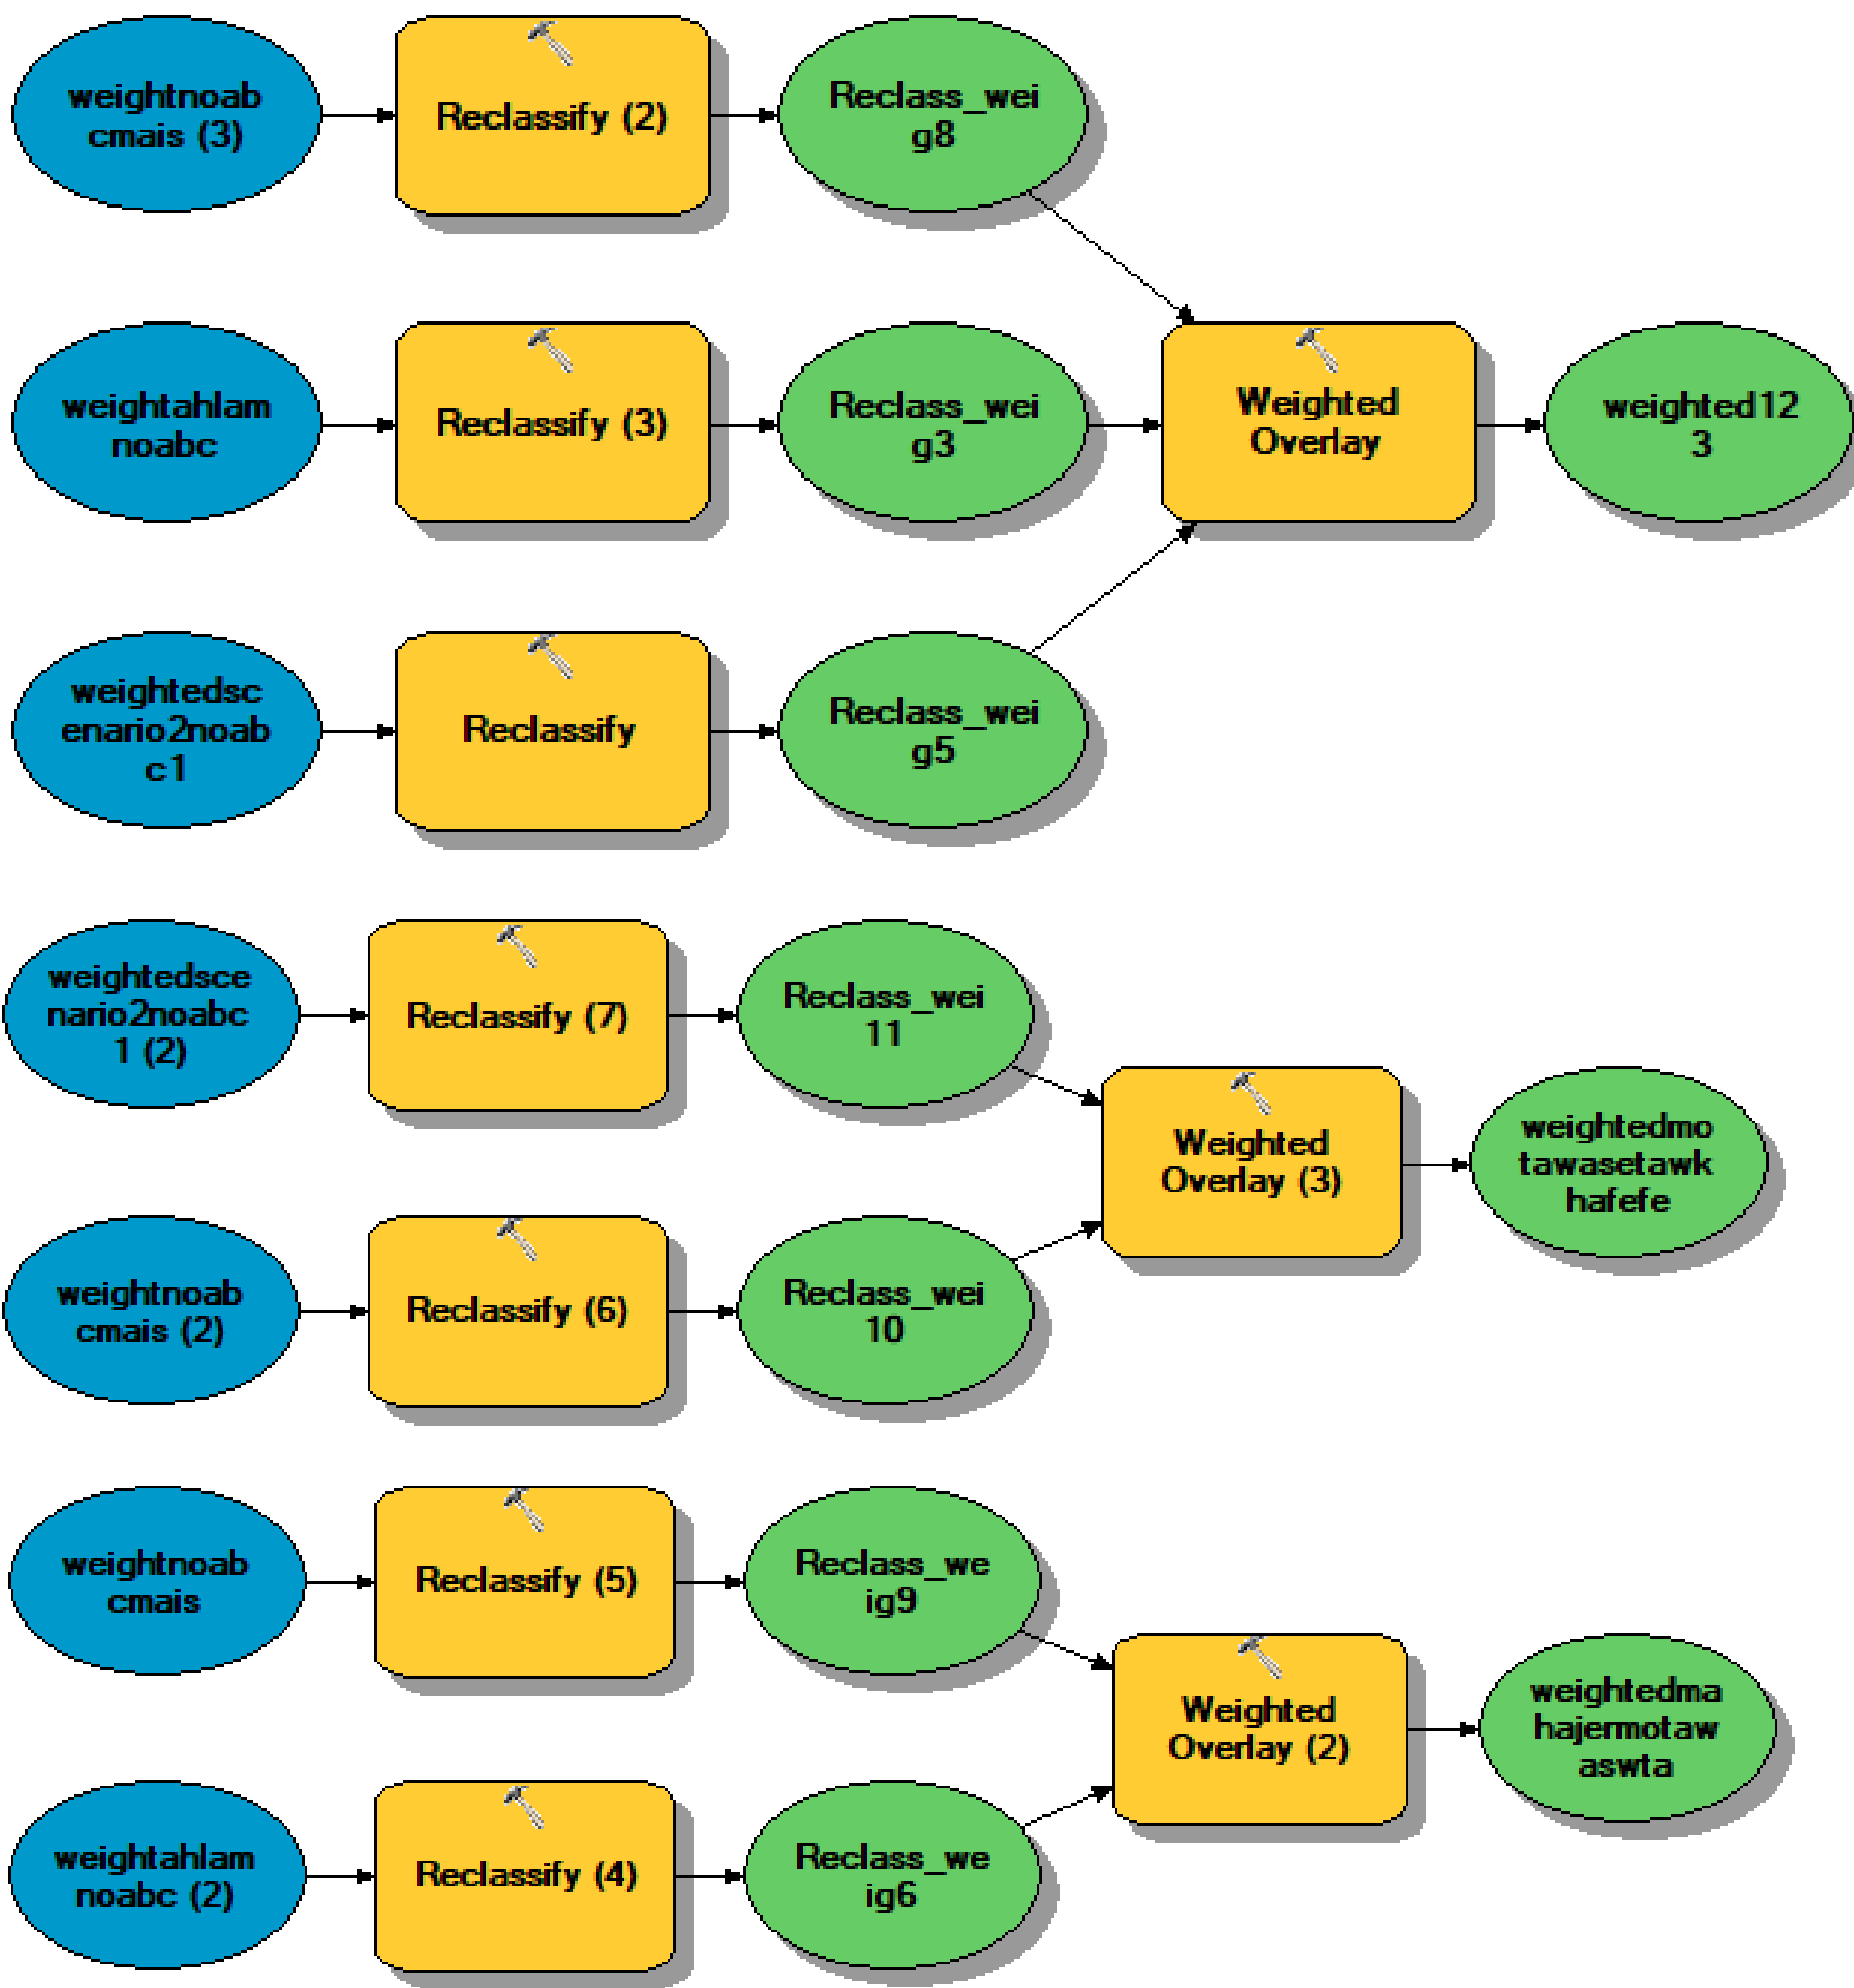 weightnoab
cmais (3)
Reclassify (2)
Reclass_wei
g8
weightahlam
noabc
Reclassify (3)
Reclass_wei
g3
Weighted
Overlay
weighted12
3
weightedsc
enario2noab
c1
Reclassify
Reclass_wei
g5
weightedsce
nario2noabc
1 (2)
Reclassify (7)
Reclass_wei
11
Weighted
Overlay (3)
weightedmo
tawasetawk
hafefe
weightnoab
cmais (2)
Reclassify (6)
Reclass_wei
10
weightnoab
cmais
Reclassify (5)
Reclass_we
ig9
Weighted
Overlay (2)
weightedma
hajermotaw
aswta
weightahlam
noabc (2)
Reclassify (4)
Reclass_we
ig6